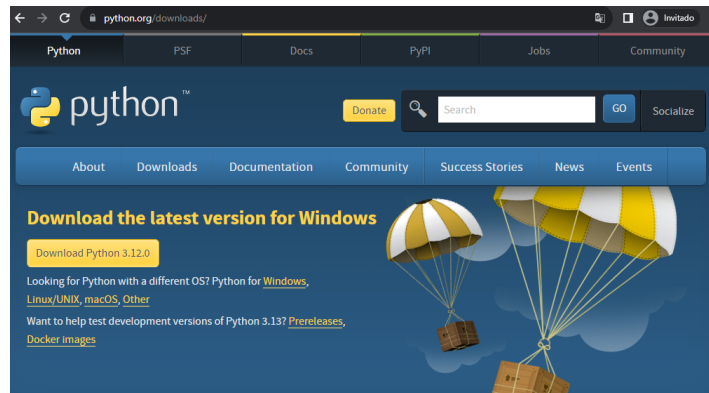 python.org/downloads/
Invitado
Python PSF Docs PyPI Jobs Community
python™
Donate Search GO Socialize
About Downloads Documentation Community Success Stories News Events
Download the latest version for Windows
Download Python 3.12.0
Looking for Python with a different OS? Python for Windows,
Linux/UNIX, macOS, Other
Want to help test development versions of Python 3.13? Prereleases,
Docker images